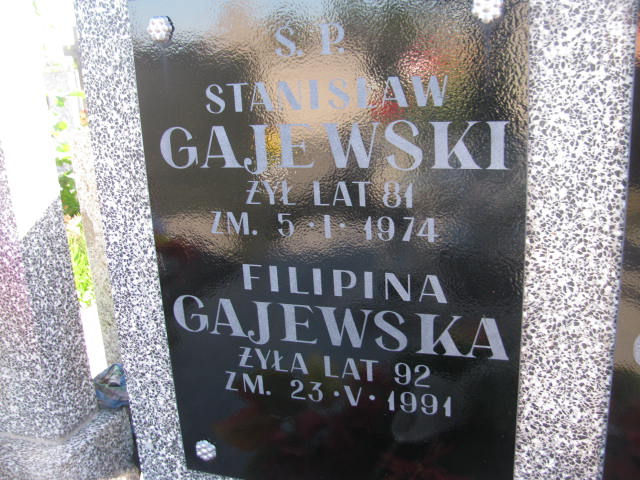 Ś. P.
STANISŁAW
GAJEWSKI
ŻYŁ LAT 81
ZM. 5·I·1974
FILIPINA
GAJEWSKA
ŻYŁA LAT 92
ZM. 23·V·1991